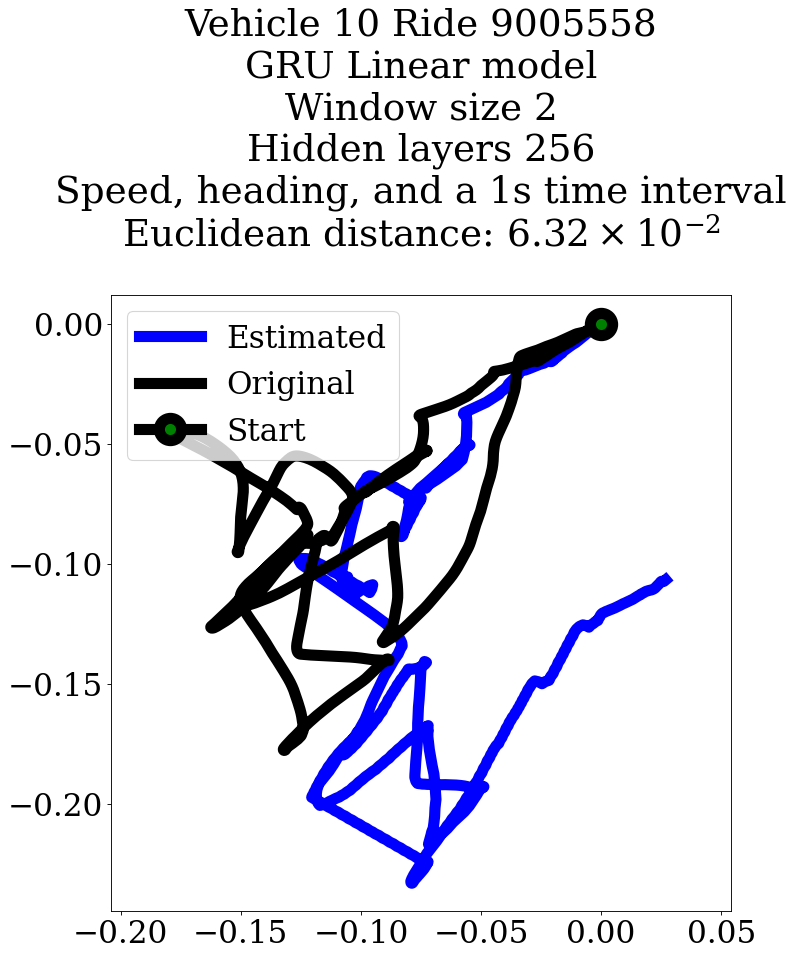 Vehicle 10 Ride 9005558
GRU Linear model
Window size 2
Hidden layers 256
Speed, heading, and a 1s time interval
Euclidean distance: 6.32 × 10⁻²
Estimated
Original
Start
0.00
−0.05
−0.10
−0.15
−0.20
−0.20 −0.15 −0.10 −0.05 0.00 0.05